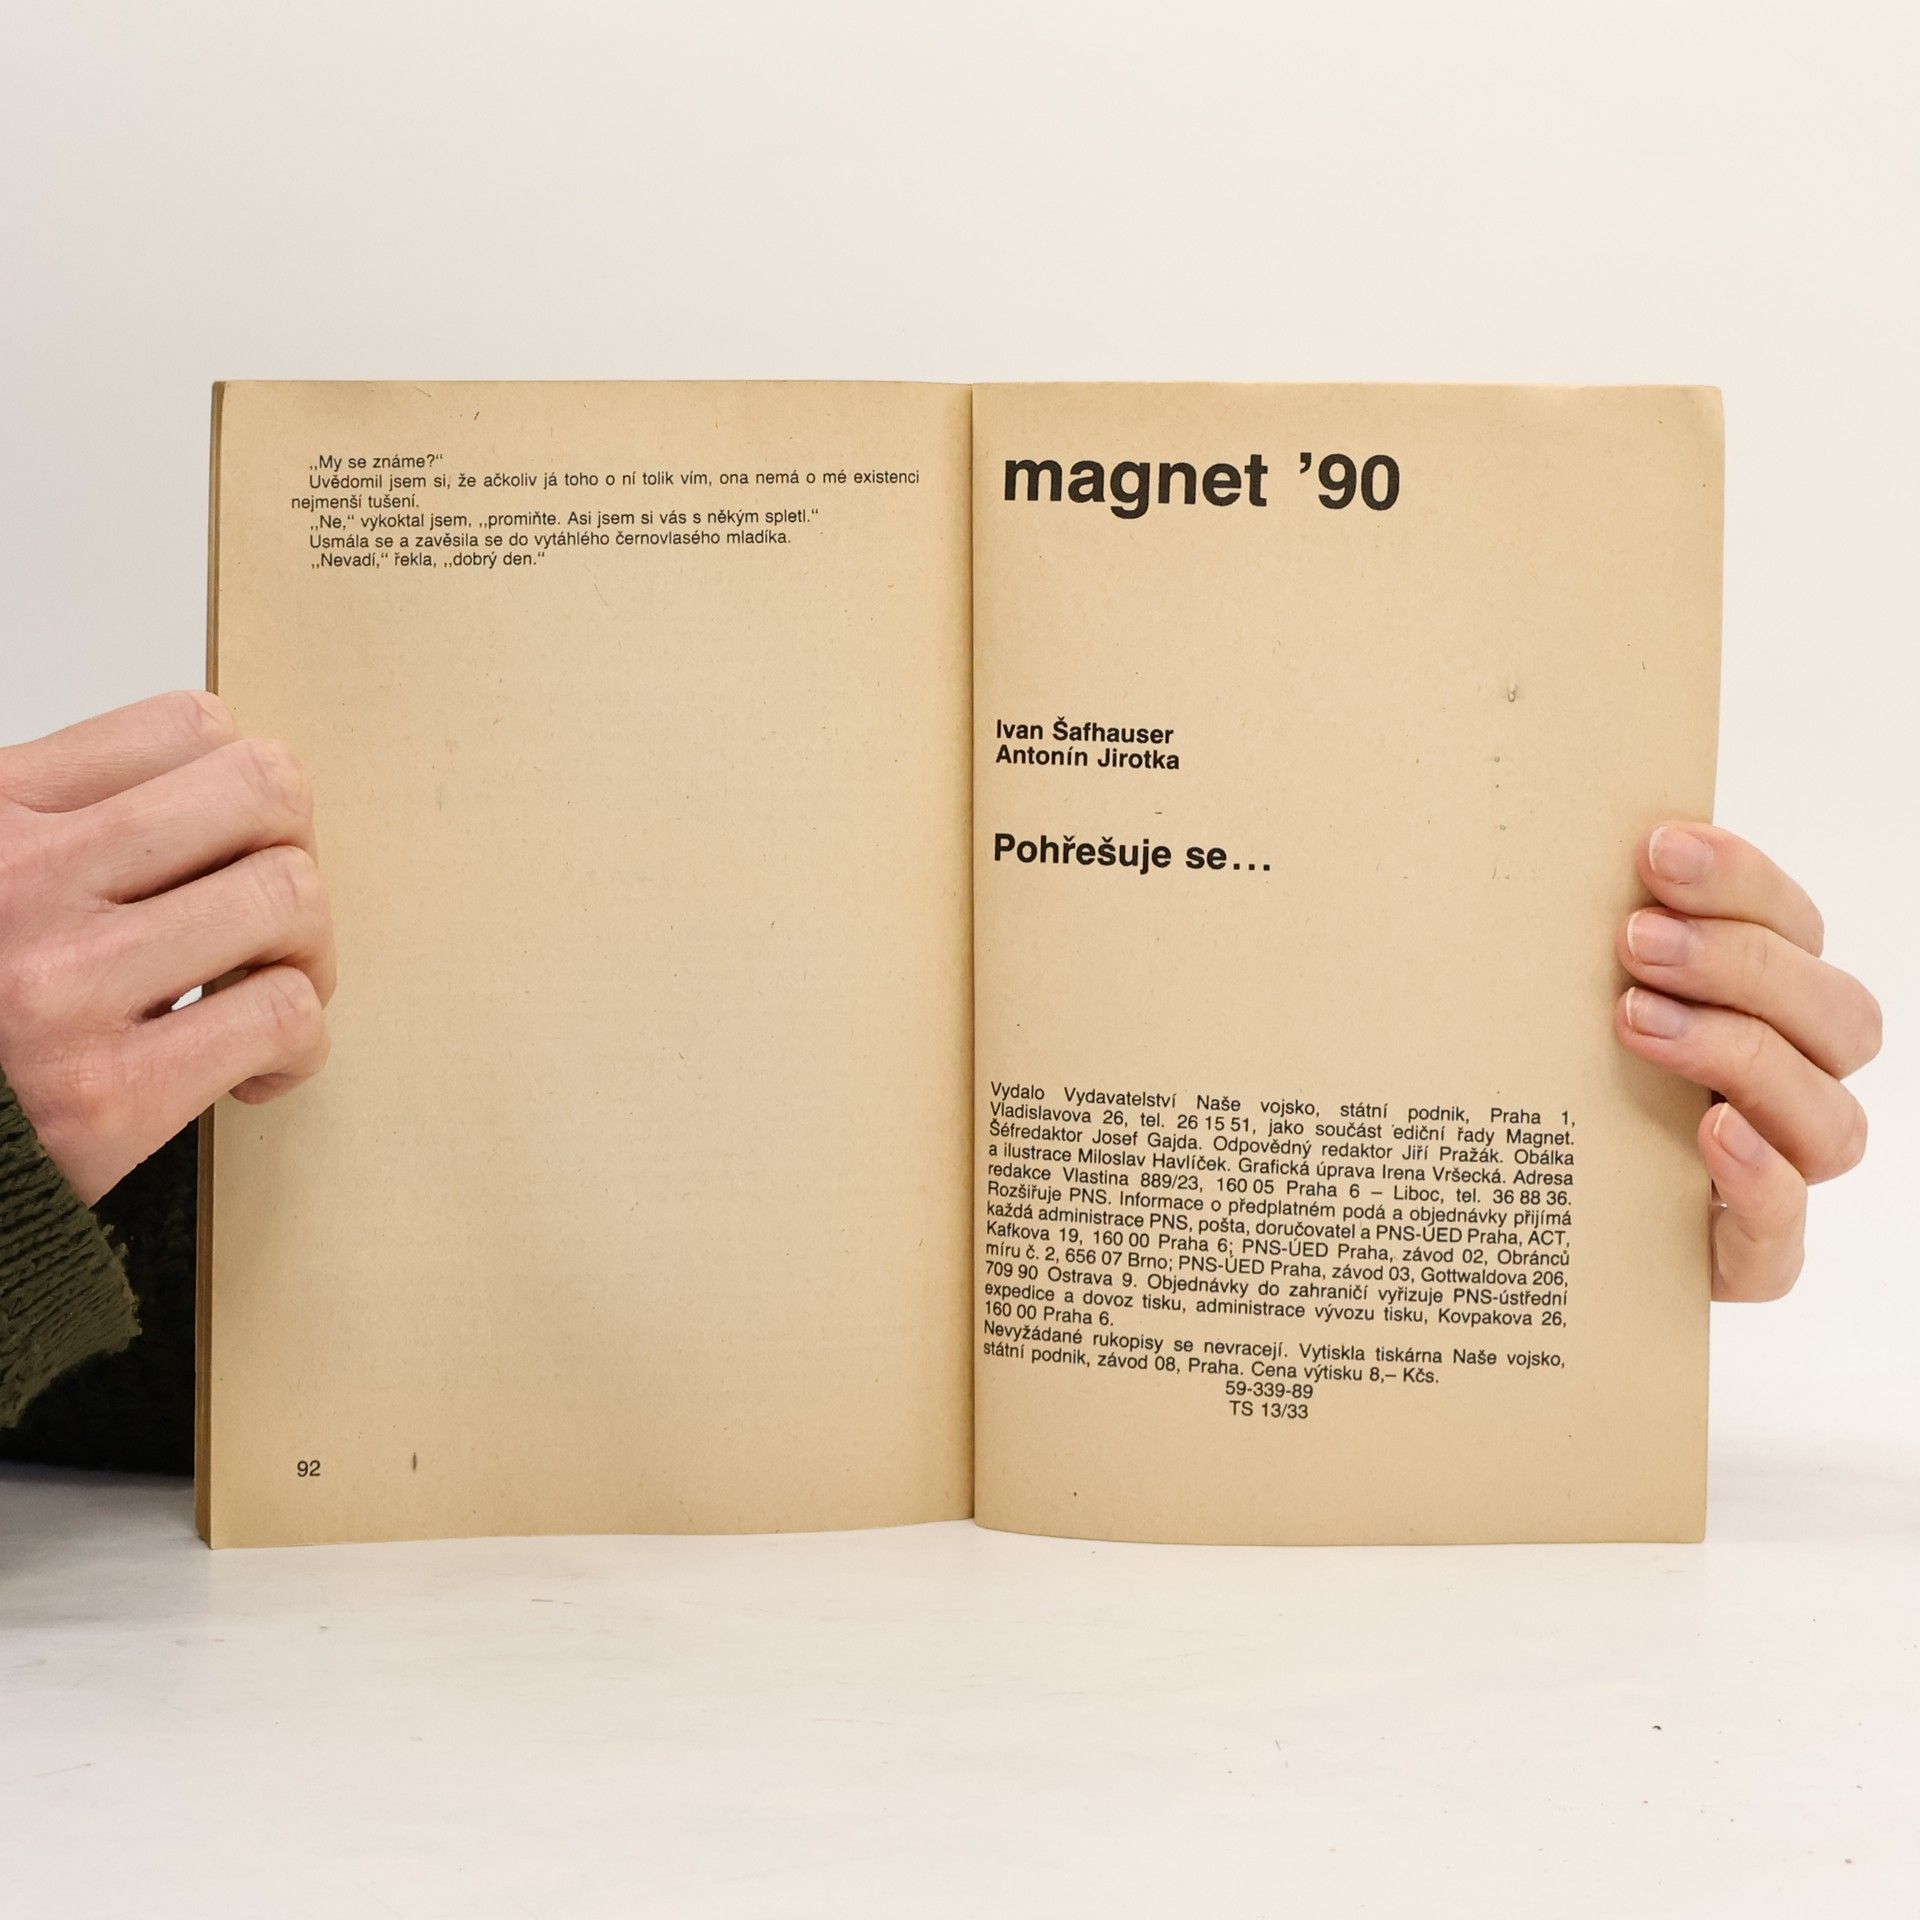 „My se známe?“
Uvědomil jsem si, že ačkoliv já toho o ní tolik vím, ona nemá o mé existenci
nejmenší tušení.
„Ne,“ vykoktal jsem, „promiňte. Asi jsem si vás s někým spletl.“
Usmála se a zavěsila se do vytáhlého černovlasého mladíka.
„Nevadí,“ řekla, „dobrý den.“
92
magnet ’90
Ivan Šafhauser
Antonín Jirotka
Pohřešuje se...
Vydalo Vydavatelství Naše vojsko, státní podnik, Praha 1,
Vladislavova 26, tel. 26 15 51, jako součást ediční řady Magnet.
Šéfredaktor Josef Gajda. Odpovědný redaktor Jiří Pražák. Obálka
a ilustrace Miloslav Havlíček. Grafická úprava Irena Vršecká. Adresa
redakce Vlastina 889/23, 160 05 Praha 6 – Liboc, tel. 36 88 36.
Rozšiřuje PNS. Informace o předplatném podá a objednávky přijímá
každá administrace PNS, pošta, doručovatel a PNS-ÚED Praha, ACT,
Kafkova 19, 160 00 Praha 6; PNS-ÚED Praha, závod 02, Obránců
míru č. 2, 656 07 Brno; PNS-ÚED Praha, závod 03, Gottwaldova 206,
709 90 Ostrava 9. Objednávky do zahraničí vyřizuje PNS-ústřední
expedice a dovoz tisku, administrace vývozu tisku, Kovpakova 26,
160 00 Praha 6.
Nevyžádané rukopisy se nevracejí. Vytiskla tiskárna Naše vojsko,
státní podnik, závod 08, Praha. Cena výtisku 8,– Kčs.
59-339-89
TS 13/33